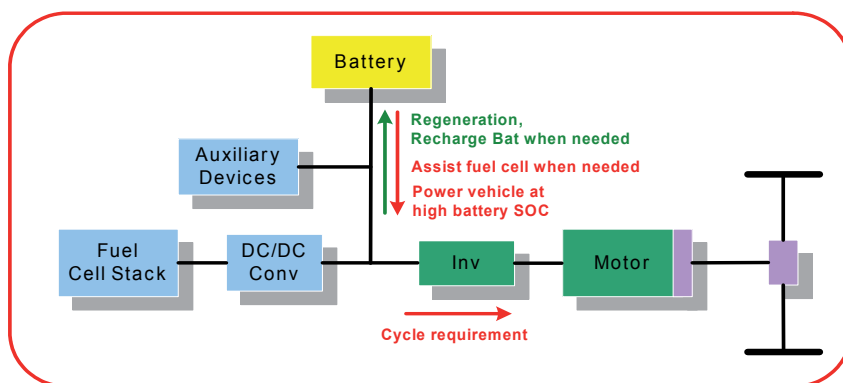 Battery
Regeneration,
Recharge Bat when needed
Auxiliary
Devices
Assist fuel cell when needed
Power vehicle at
high battery SOC
Fuel
Cell Stack
DC/DC
Conv
Inv
Motor
Cycle requirement